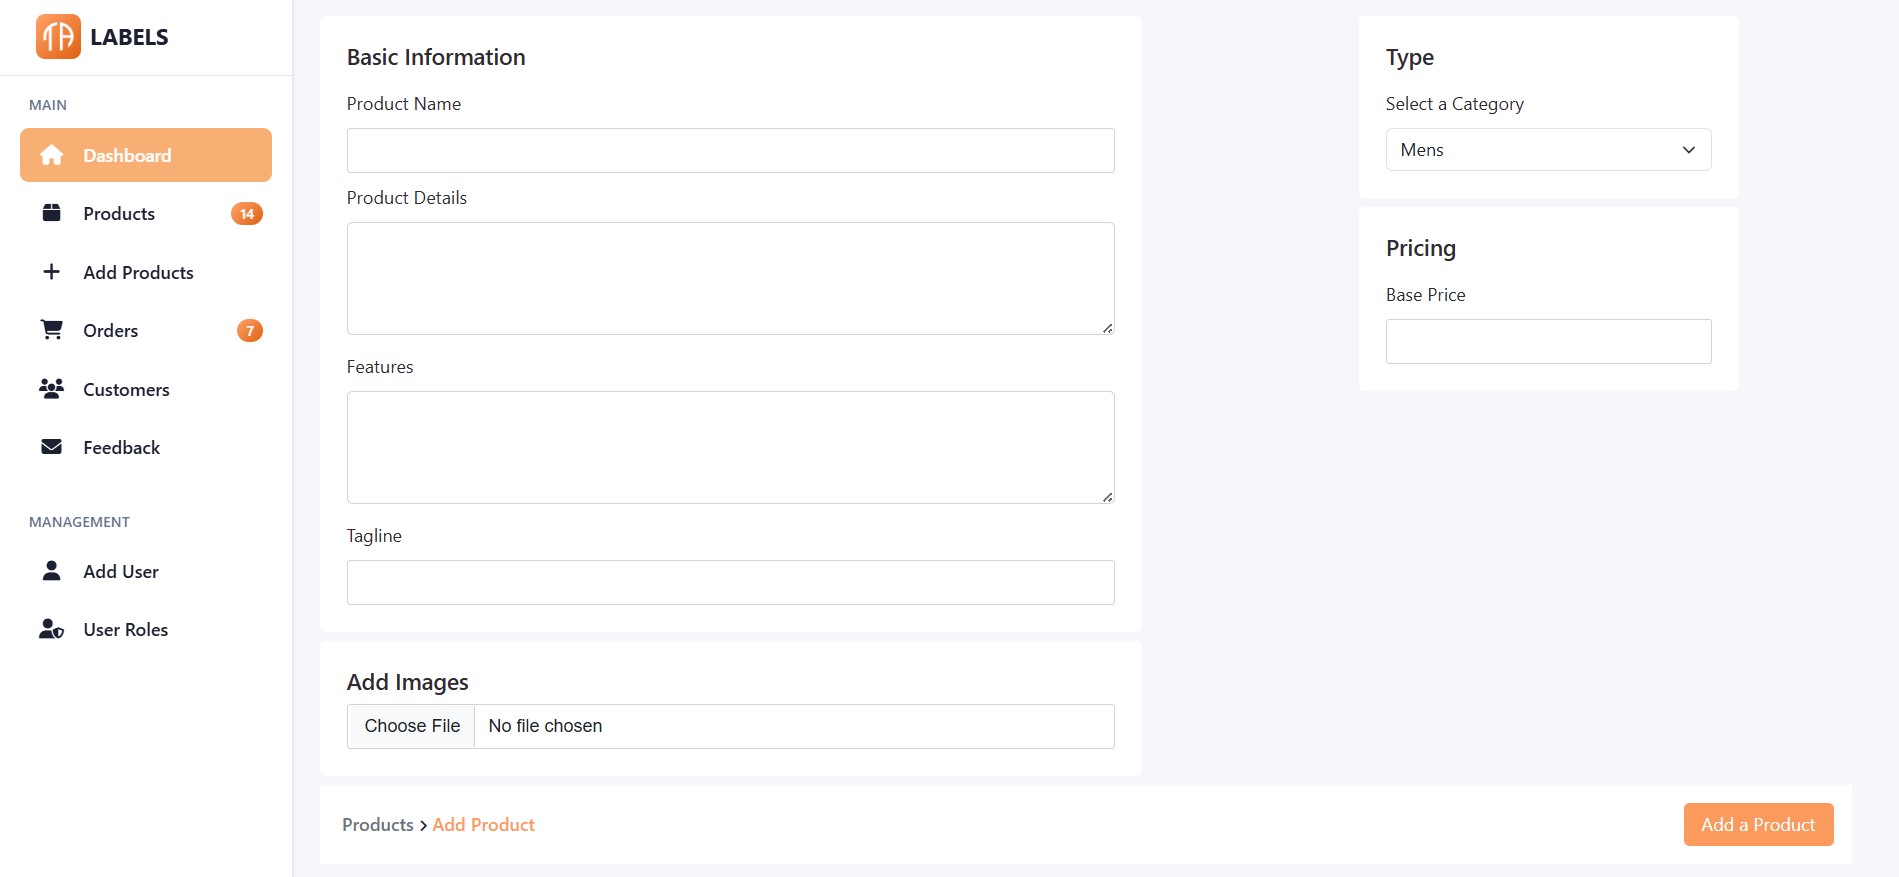 TA LABELS
MAIN
Dashboard
Products 14
Add Products
Orders 7
Customers
Feedback
MANAGEMENT
Add User
User Roles
Basic Information
Product Name
Product Details
Features
Tagline
Add Images
Choose File No file chosen
Type
Select a Category
Mens
Pricing
Base Price
Products > Add Product
Add a Product